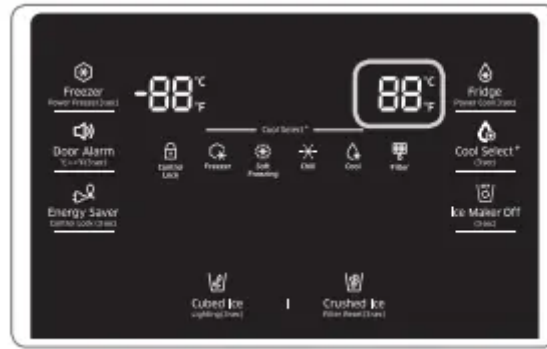 Freezer
Power Freeze(3sec)
-88 °C °F
88 °C °F
Fridge
Power Cool(3sec)
Cool Select+
Door Alarm
°C↔°F(3sec)
Control
Lock
Freezer
Soft
Freezing
Chill
Cool
Filter
Cool Select+
(3sec)
Energy Saver
Control Lock (3sec)
Ice Maker Off
(3sec)
Cubed Ice
Lighting(3sec)
Crushed Ice
Filter Reset(3sec)